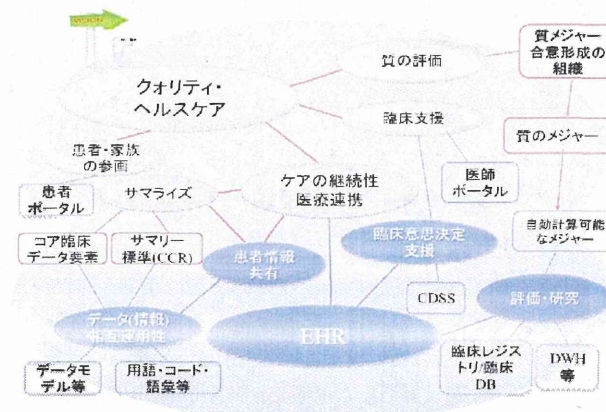 VISION
質の評価
質メジャー
合意形成の
組織
クォリティ・
ヘルスケア
臨床支援
質のメジャー
患者・家族
の参画
医師
ポータル
ケアの継続性
医療連携
患者
ポータル
サマライズ
自動計算可能
なメジャー
コア臨床
データ要素
サマリー
標準(CCR)
患者情報
共有
臨床意思決定
支援
CDSS
評価・研究
データ(情報)
相互運用性
EHR
臨床レジス
トリ/臨床
DB
DWH
等
データモ
デル等
用語・コード・
語彙等